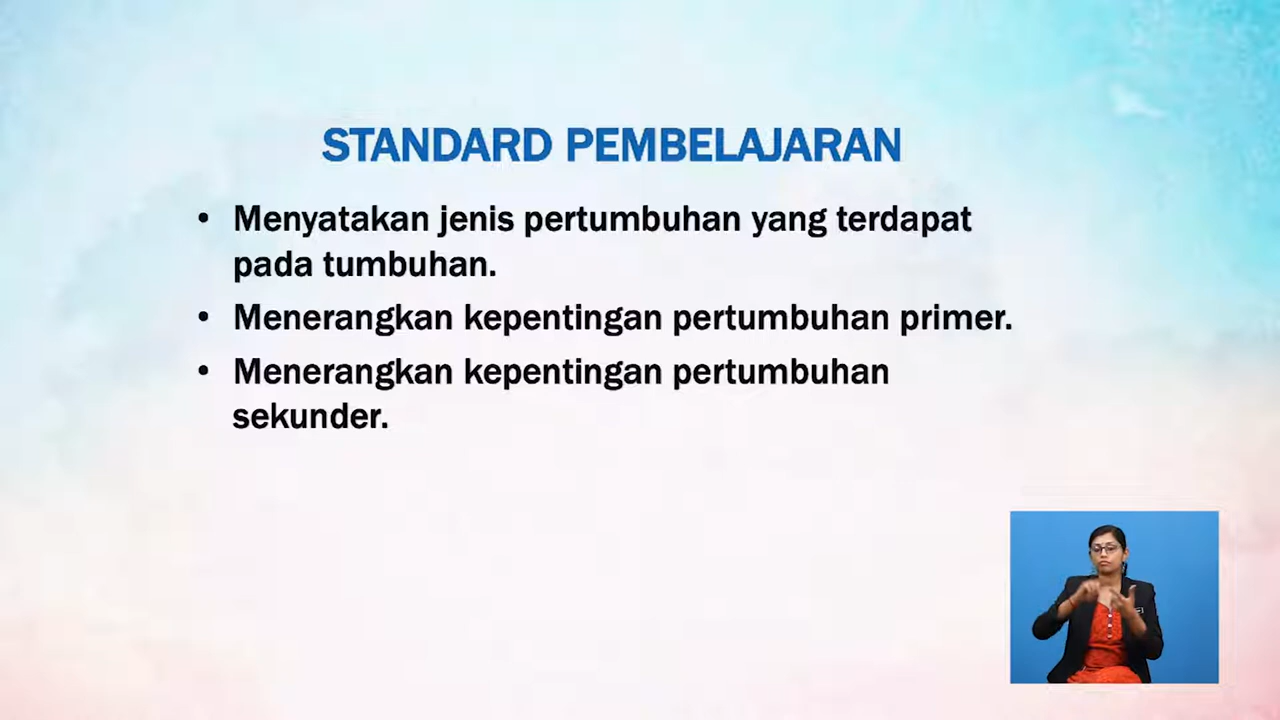 STANDARD PEMBELAJARAN
• Menyatakan jenis pertumbuhan yang terdapat
pada tumbuhan.
• Menerangkan kepentingan pertumbuhan primer.
• Menerangkan kepentingan pertumbuhan
sekunder.